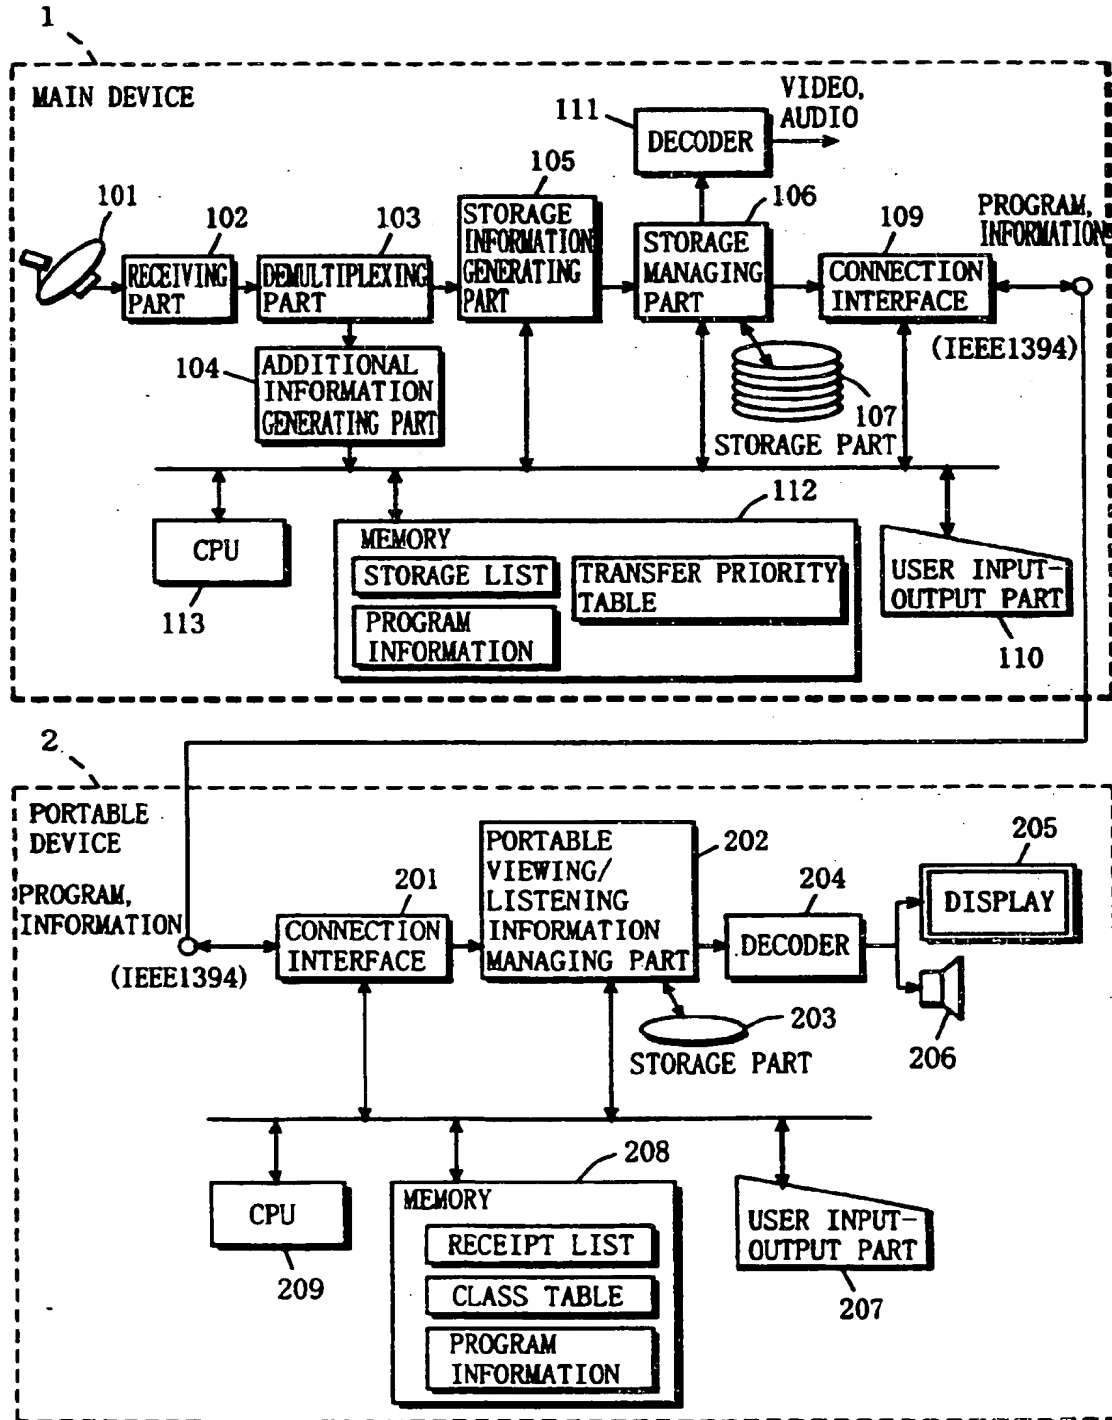 1
MAIN DEVICE
VIDEO,
AUDIO
111
DECODER
101
102
103
105
106
109
PROGRAM,
INFORMATION
RECEIVING
PART
DEMULTIPLEXING
PART
STORAGE
INFORMATION
GENERATING
PART
STORAGE
MANAGING
PART
CONNECTION
INTERFACE
(IEEE1394)
104
ADDITIONAL
INFORMATION
GENERATING PART
107
STORAGE PART
112
CPU
113
MEMORY
STORAGE LIST
PROGRAM
INFORMATION
TRANSFER PRIORITY
TABLE
USER INPUT-
OUTPUT PART
110
2
PORTABLE
DEVICE
PROGRAM,
INFORMATION
(IEEE1394)
201
CONNECTION
INTERFACE
PORTABLE
VIEWING/
LISTENING
INFORMATION
MANAGING PART
202
204
DECODER
205
DISPLAY
206
203
STORAGE PART
208
CPU
209
MEMORY
RECEIPT LIST
CLASS TABLE
PROGRAM
INFORMATION
USER INPUT-
OUTPUT PART
207